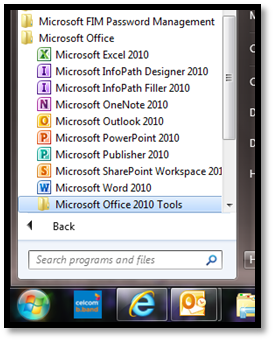 Microsoft FIM Password Management
Microsoft Office
Microsoft Excel 2010
Microsoft InfoPath Designer 2010
Microsoft InfoPath Filler 2010
Microsoft OneNote 2010
Microsoft Outlook 2010
Microsoft PowerPoint 2010
Microsoft Publisher 2010
Microsoft SharePoint Workspace 201
Microsoft Word 2010
Microsoft Office 2010 Tools
Back
Search programs and files
celcom
b.band